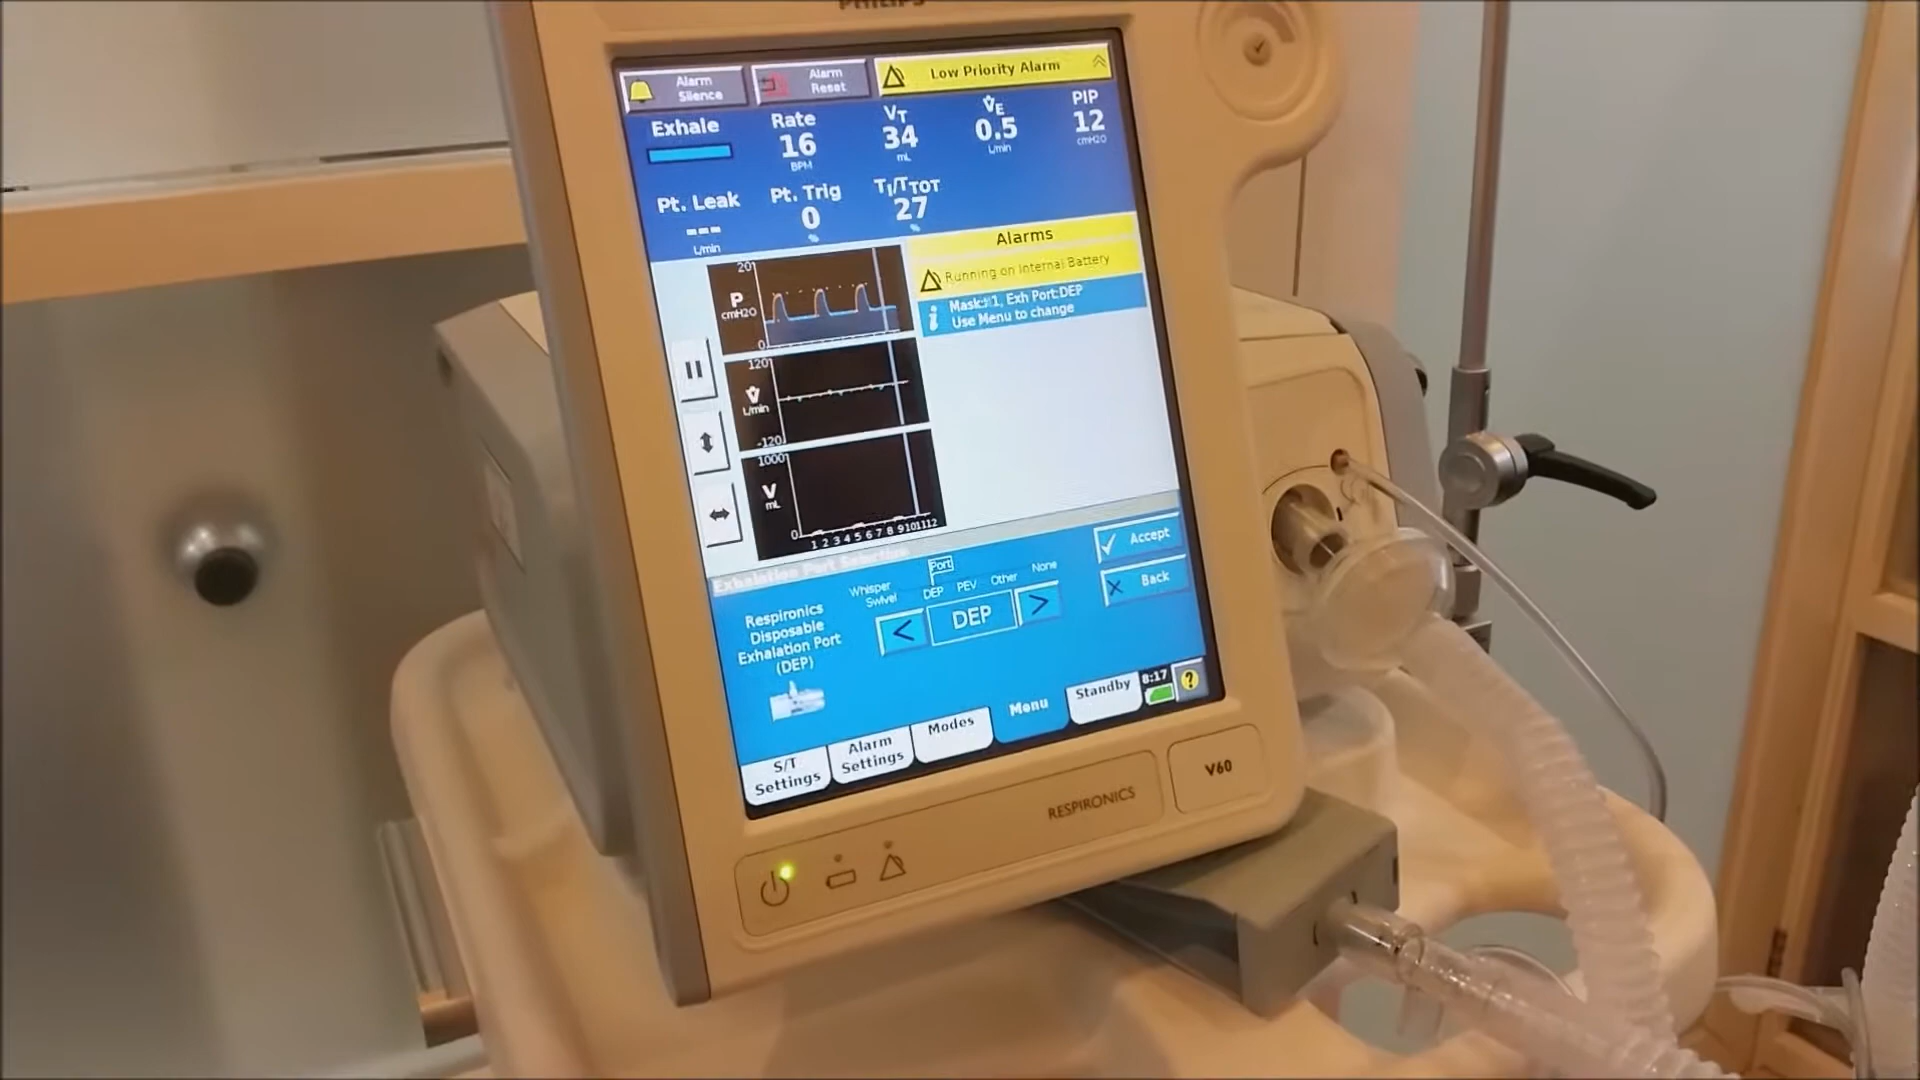 PHILIPS
Alarm
Silence
Alarm
Reset
Low Priority Alarm
Exhale
Rate
16
BPM
VT
34
mL
V̇E
0.5
L/min
PIP
12
cmH2O
Pt. Leak
---
L/min
Pt. Trig
0
%
TI/TTOT
27
%
20
P
cmH2O
0
Alarms
Running on Internal Battery
Mask: 1, Exh Port:DEP
Use Menu to change
120
V̇
L/min
-120
1000
V
mL
0
1 2 3 4 5 6 7 8 9 10 11 12
Exhalation Port Selection
Respironics
Disposable
Exhalation Port
(DEP)
Port
Whisper
Swivel
DEP
PEV
Other
None
<
DEP
>
Accept
Back
S/T
Settings
Alarm
Settings
Modes
Menu
Standby
8:17
?
RESPIRONICS
V60